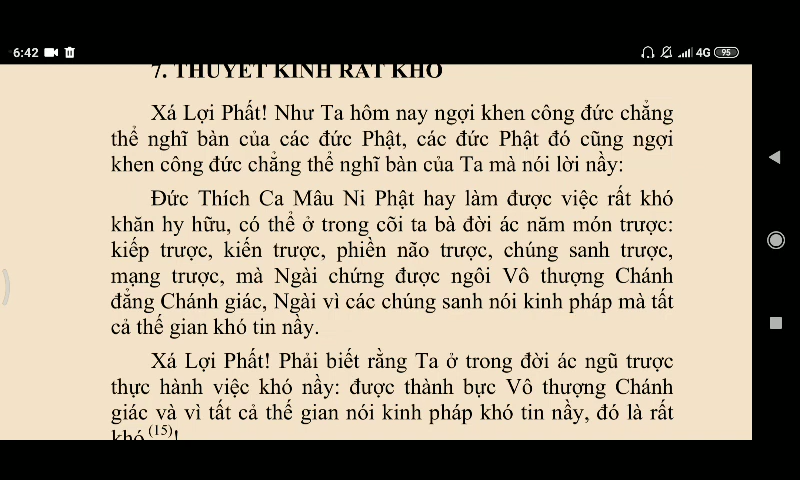 6:42
4G 95
7. THUYẾT KINH RẤT KHÓ
Xá Lợi Phất! Như Ta hôm nay ngợi khen công đức chẳng
thể nghĩ bàn của các đức Phật, các đức Phật đó cũng ngợi
khen công đức chẳng thể nghĩ bàn của Ta mà nói lời nầy:
Đức Thích Ca Mâu Ni Phật hay làm được việc rất khó
khăn hy hữu, có thể ở trong cõi ta bà đời ác năm món trược:
kiếp trược, kiến trược, phiền não trược, chúng sanh trược,
mạng trược, mà Ngài chứng được ngôi Vô thượng Chánh
đẳng Chánh giác, Ngài vì các chúng sanh nói kinh pháp mà tất
cả thế gian khó tin nầy.
Xá Lợi Phất! Phải biết rằng Ta ở trong đời ác ngũ trược
thực hành việc khó nầy: được thành bực Vô thượng Chánh
giác và vì tất cả thế gian nói kinh pháp khó tin nầy, đó là rất
khó (15)!